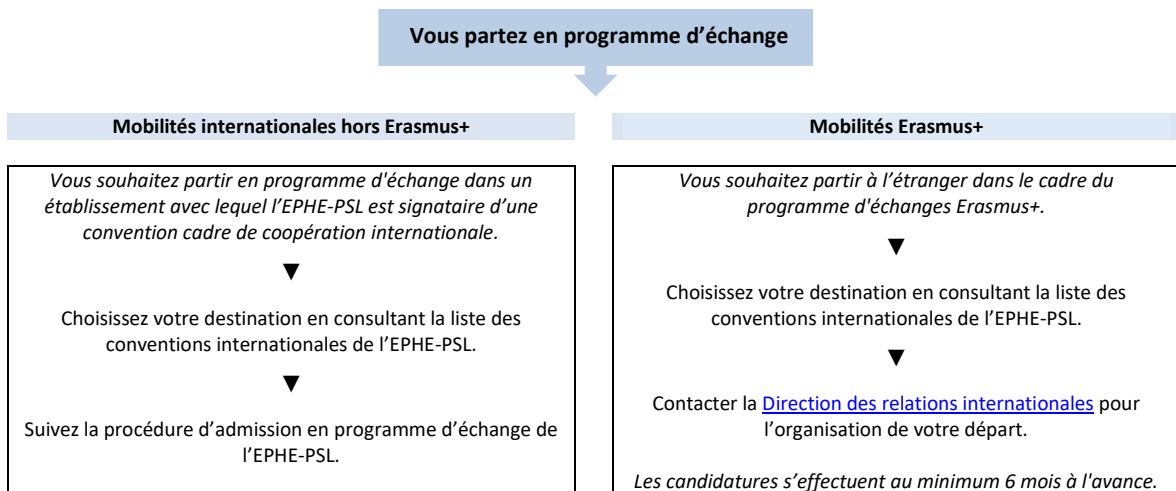 Vous partez en programme d’échange
Mobilités internationales hors Erasmus+
Vous souhaitez partir en programme d'échange dans un
établissement avec lequel l’EPHE-PSL est signataire d’une
convention cadre de coopération internationale.
▼
Choisissez votre destination en consultant la liste des
conventions internationales de l’EPHE-PSL.
▼
Suivez la procédure d’admission en programme d’échange de
l’EPHE-PSL.
Mobilités Erasmus+
Vous souhaitez partir à l’étranger dans le cadre du
programme d'échanges Erasmus+.
▼
Choisissez votre destination en consultant la liste des
conventions internationales de l’EPHE-PSL.
▼
Contacter la Direction des relations internationales pour
l’organisation de votre départ.
Les candidatures s’effectuent au minimum 6 mois à l'avance.